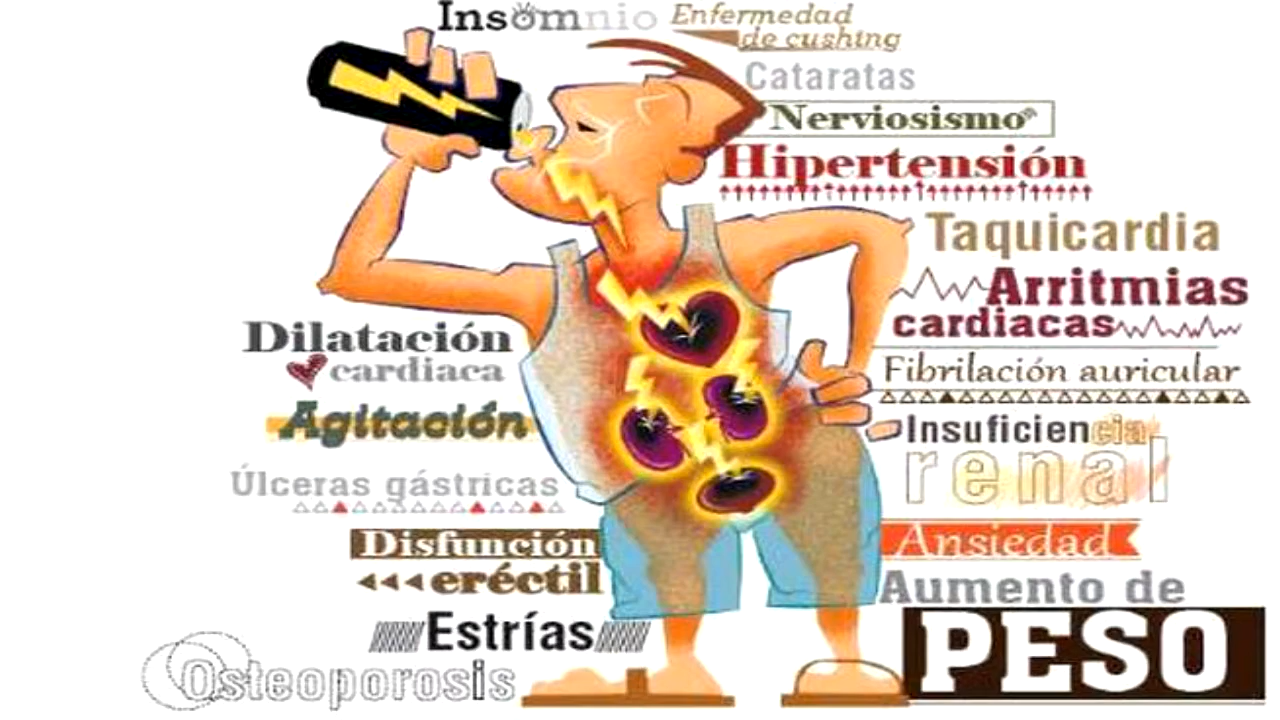 Insomnio
Enfermedad
de cushing
Cataratas
Nerviosismo
Hipertensión
Taquicardia
Arritmias
cardiacas
Fibrilación auricular
Insuficiencia
renal
Ansiedad
Aumento de
PESO
Dilatación
cardiaca
Agitación
Úlceras gástricas
Disfunción
eréctil
Estrías
Osteoporosis